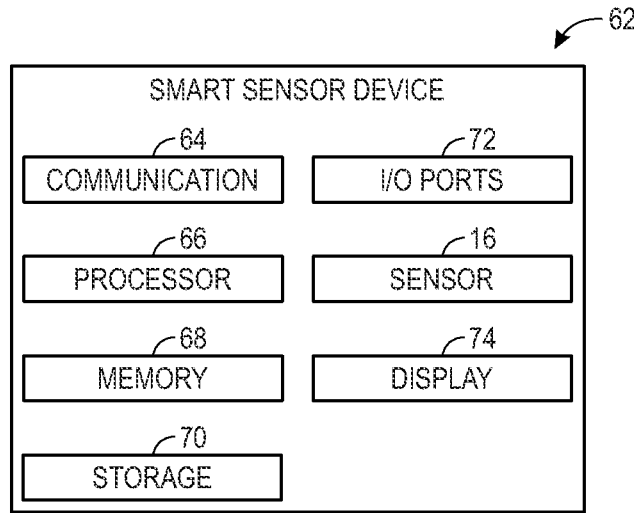 62
SMART SENSOR DEVICE
64
COMMUNICATION
72
I/O PORTS
66
PROCESSOR
16
SENSOR
68
MEMORY
74
DISPLAY
70
STORAGE